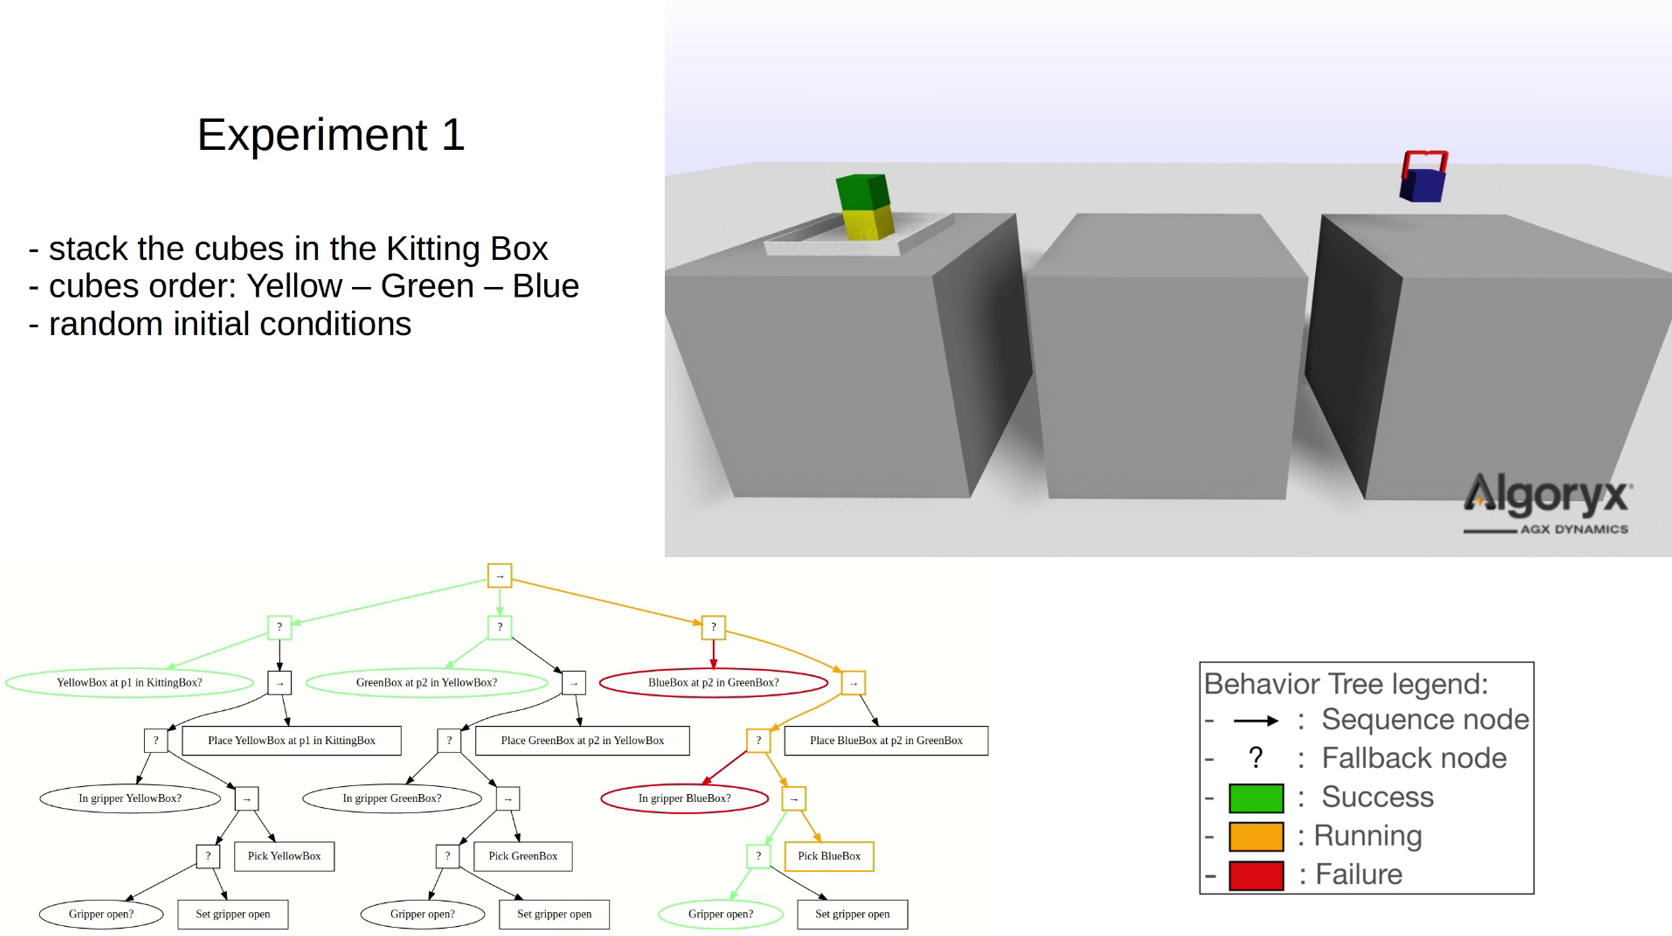 Experiment 1
- stack the cubes in the Kitting Box
- cubes order: Yellow – Green – Blue
- random initial conditions
Algoryx
AGX DYNAMICS
→
?
?
?
YellowBox at p1 in KittingBox?
→
GreenBox at p2 in YellowBox?
→
BlueBox at p2 in GreenBox?
→
?
Place YellowBox at p1 in KittingBox
?
Place GreenBox at p2 in YellowBox
?
Place BlueBox at p2 in GreenBox
In gripper YellowBox?
→
In gripper GreenBox?
→
In gripper BlueBox?
→
?
Pick YellowBox
?
Pick GreenBox
?
Pick BlueBox
Gripper open?
Set gripper open
Gripper open?
Set gripper open
Gripper open?
Set gripper open
Behavior Tree legend:
- → : Sequence node
- ? : Fallback node
- : Success
- : Running
- : Failure